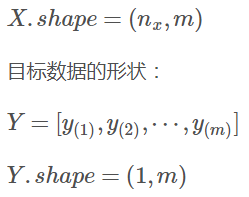 X.shape = (n_x, m)
目标数据的形状：
Y = [y_(1), y_(2), ⋯, y_(m)]
Y.shape = (1, m)